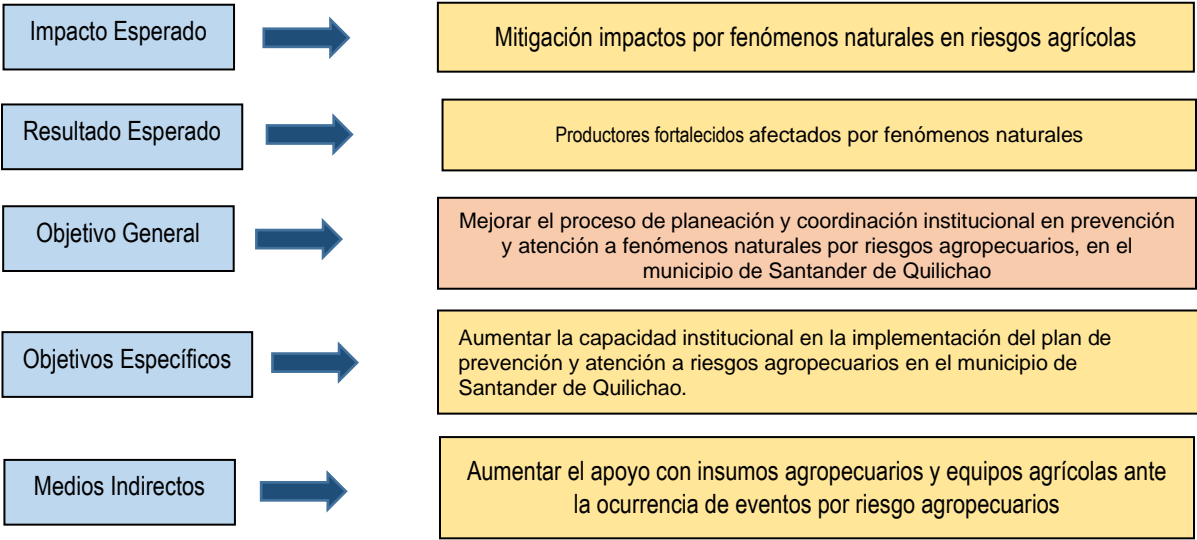 Impacto Esperado
Mitigación impactos por fenómenos naturales en riesgos agrícolas
Resultado Esperado
Productores fortalecidos afectados por fenómenos naturales
Objetivo General
Mejorar el proceso de planeación y coordinación institucional en prevención
y atención a fenómenos naturales por riesgos agropecuarios, en el
municipio de Santander de Quilichao
Objetivos Específicos
Aumentar la capacidad institucional en la implementación del plan de
prevención y atención a riesgos agropecuarios en el municipio de
Santander de Quilichao.
Medios Indirectos
Aumentar el apoyo con insumos agropecuarios y equipos agrícolas ante
la ocurrencia de eventos por riesgo agropecuarios